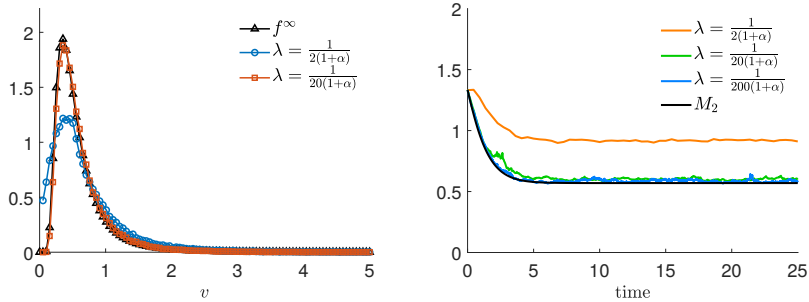 2
1.5
1
0.5
0
0 1 2 3 4 5
v
f^∞
λ = 1/2(1+α)
λ = 1/20(1+α)
2
1.5
1
0.5
0
0 5 10 15 20 25
time
λ = 1/2(1+α)
λ = 1/20(1+α)
λ = 1/200(1+α)
M_2